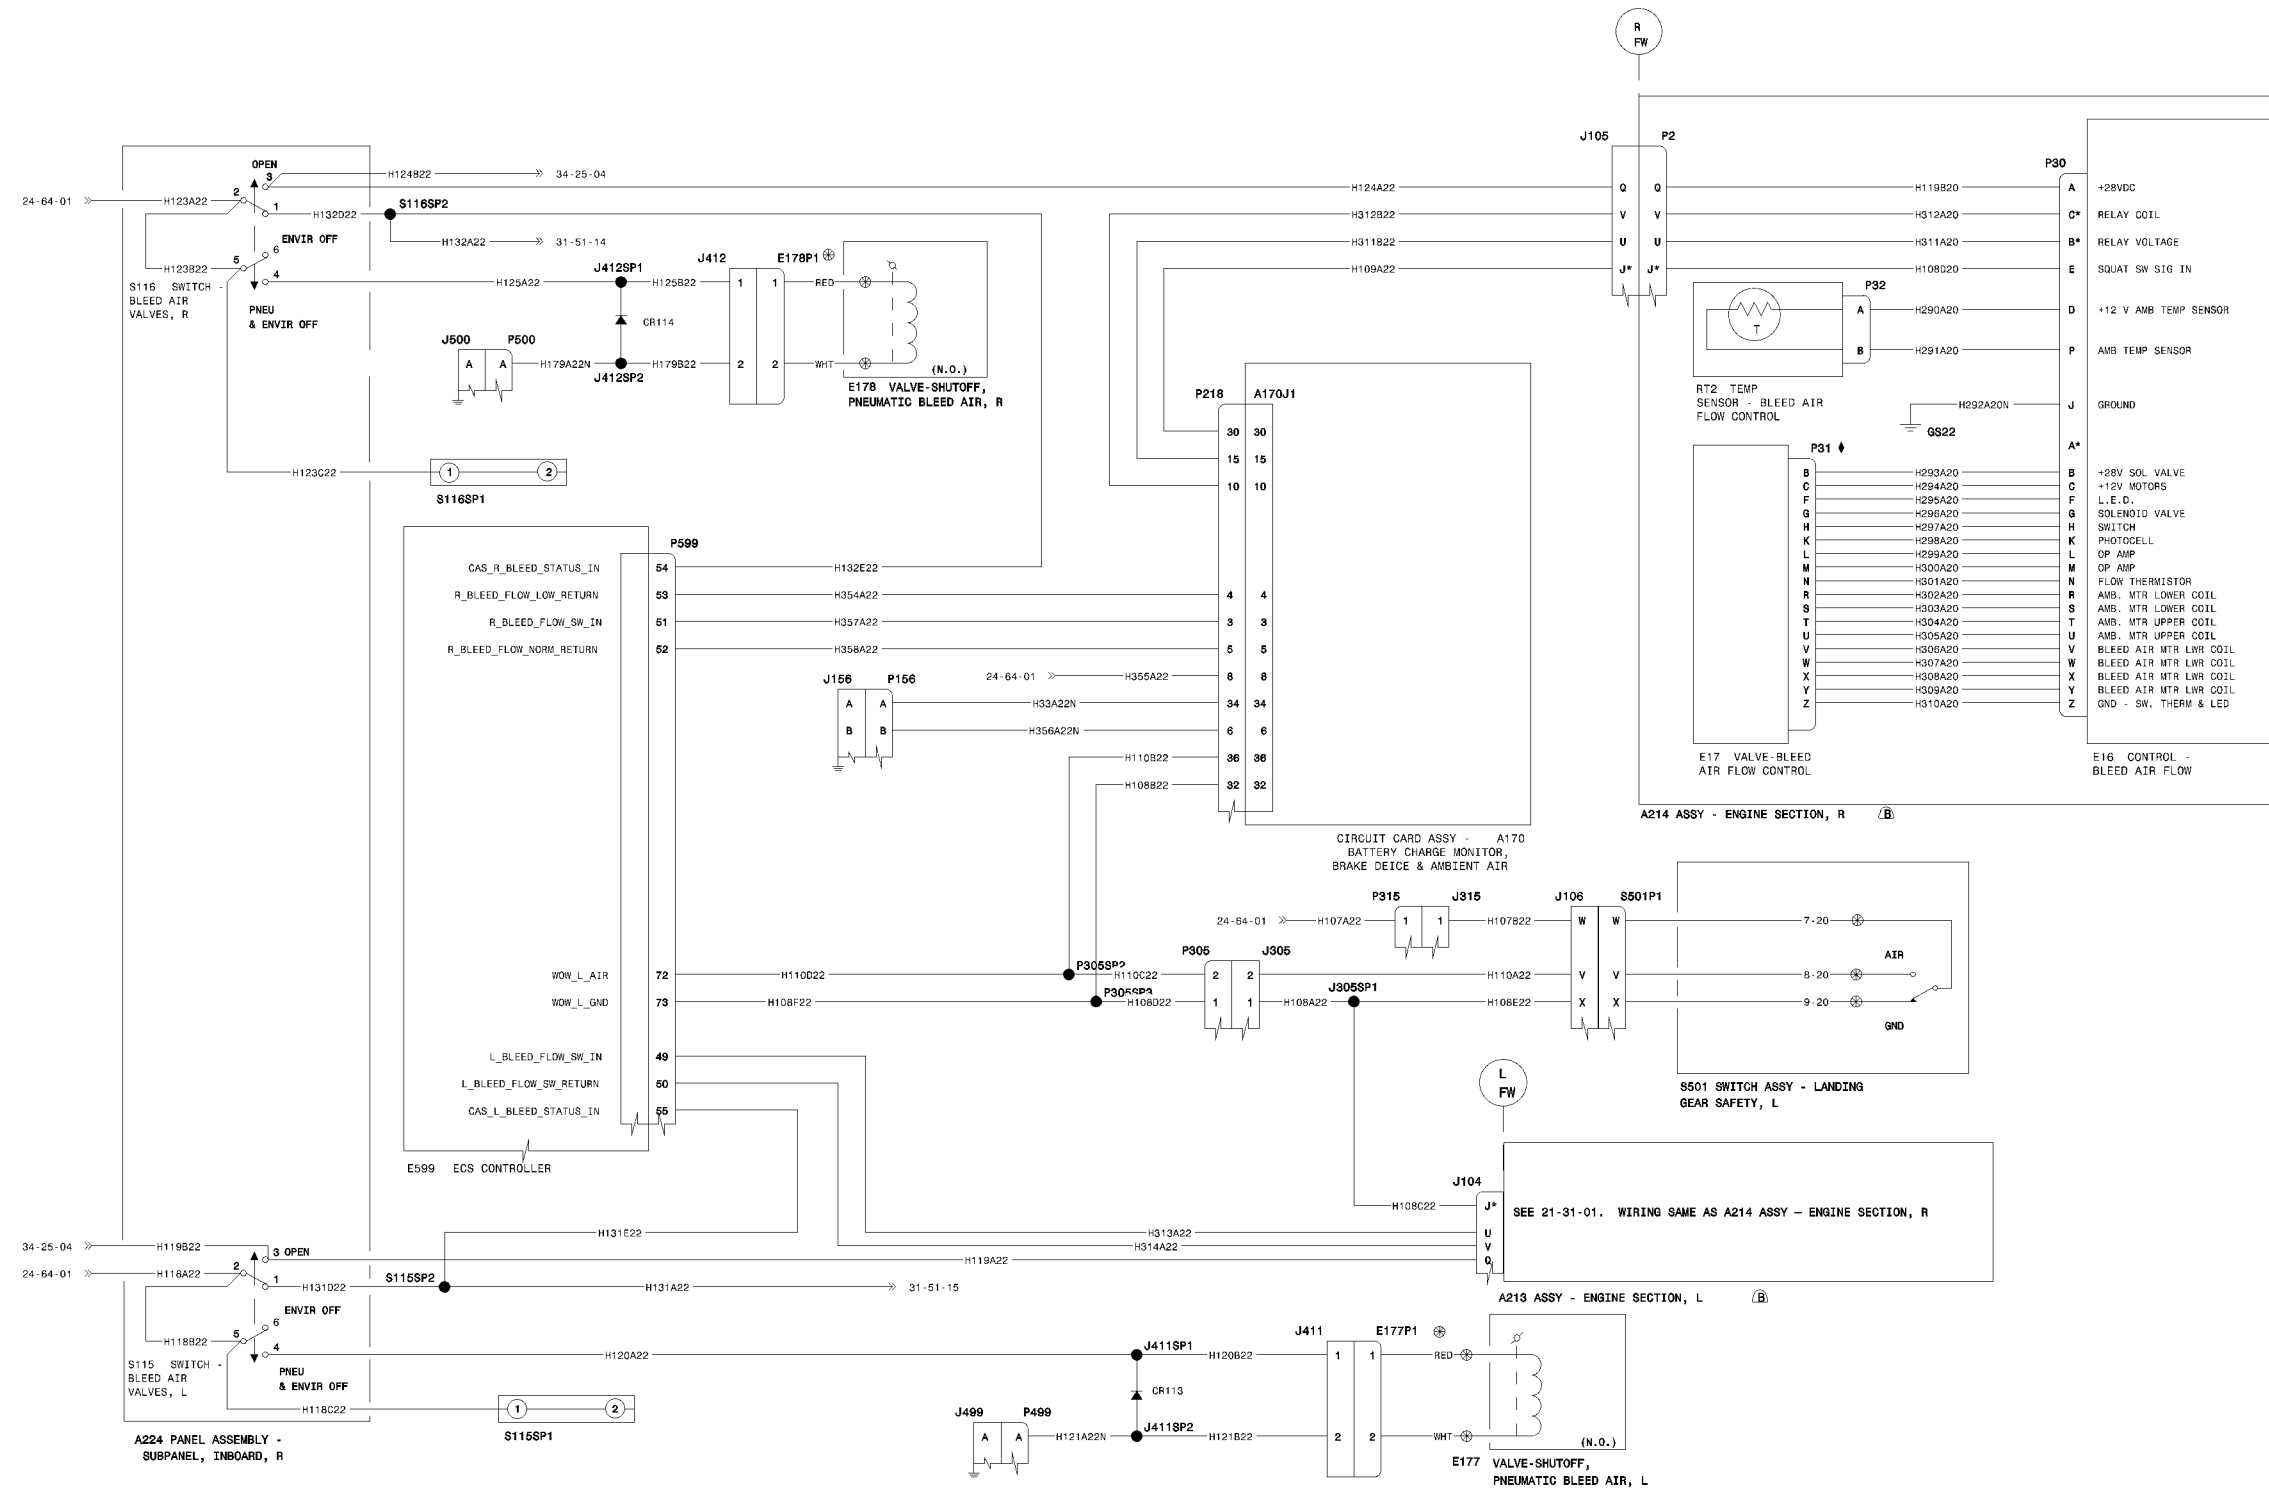 R
FW
J105
P2
P30
OPEN
3
H124B22
34-25-04
24-64-01
H123A22
2
1
H132D22
S116SP2
H124A22
Q
Q
H119B20
A
+28VDC
H312B22
V
V
H312A20
C*
RELAY COIL
ENVIR OFF
H132A22
31-51-14
H311B22
U
U
H311A20
B*
RELAY VOLTAGE
6
5
H123B22
4
H109A22
J*
J*
H108D20
E
SQUAT SW SIG IN
J412SP1
J412
E178P1
S116 SWITCH -
BLEED AIR
VALVES, R
H125A22
H125B22
1
1
RED
PNEU
& ENVIR OFF
CR114
P32
A
H290A20
D
+12 V AMB TEMP SENSOR
T
J500
P500
A
A
H179A22N
H179B22
2
2
WHT
(N.O.)
J412SP2
B
H291A20
P
AMB TEMP SENSOR
E178 VALVE-SHUTOFF,
PNEUMATIC BLEED AIR, R
RT2 TEMP
SENSOR - BLEED AIR
FLOW CONTROL
P218
A170J1
H292A20N
J
GROUND
GS22
30
30
15
15
10
10
P31
A*
H123C22
1
2
S116SP1
B
H293A20
B
+28V SOL VALVE
C
H294A20
C
+12V MOTORS
F
H295A20
F
L.E.D.
G
H296A20
G
SOLENOID VALVE
H
H297A20
H
SWITCH
K
H298A20
K
PHOTOCELL
L
H299A20
L
OP AMP
M
H300A20
M
OP AMP
N
H301A20
N
FLOW THERMISTOR
R
H302A20
R
AMB. MTR LOWER COIL
S
H303A20
S
AMB. MTR LOWER COIL
T
H304A20
T
AMB. MTR UPPER COIL
U
H305A20
U
AMB. MTR UPPER COIL
V
H306A20
V
BLEED AIR MTR LWR COIL
W
H307A20
W
BLEED AIR MTR LWR COIL
X
H308A20
X
BLEED AIR MTR LWR COIL
Y
H309A20
Y
BLEED AIR MTR LWR COIL
Z
H310A20
Z
GND - SW. THERM & LED
P599
CAS_R_BLEED_STATUS_IN
54
H132E22
R_BLEED_FLOW_LOW_RETURN
53
H354A22
4
4
R_BLEED_FLOW_SW_IN
51
H357A22
3
3
R_BLEED_FLOW_NORM_RETURN
52
H358A22
5
5
24-64-01
H355A22
8
8
J156
P156
A
A
H33A22N
34
34
B
B
H356A22N
6
6
H110B22
36
36
H108B22
32
32
E17 VALVE-BLEED
AIR FLOW CONTROL
E16 CONTROL -
BLEED AIR FLOW
A214 ASSY - ENGINE SECTION, R
B
CIRCUIT CARD ASSY - A170
BATTERY CHARGE MONITOR,
BRAKE DEICE & AMBIENT AIR
P315
J315
J106
S501P1
24-64-01
H107A22
1
1
H107B22
W
W
7-20
P305
J305
AIR
WOW_L_AIR
72
H110D22
P305SP2
H110C22
2
2
H110A22
V
V
8-20
WOW_L_GND
73
H108F22
P305SP3
H108D22
1
1
H108A22
J305SP1
H108E22
X
X
9-20
GND
L_BLEED_FLOW_SW_IN
49
L_BLEED_FLOW_SW_RETURN
50
CAS_L_BLEED_STATUS_IN
55
S501 SWITCH ASSY - LANDING
GEAR SAFETY, L
L
FW
E599 ECS CONTROLLER
J104
H108C22
J*
SEE 21-31-01. WIRING SAME AS A214 ASSY – ENGINE SECTION, R
H131E22
H313A22
U
H314A22
V
H119A22
Q
34-25-04
H119B22
3 OPEN
24-64-01
H118A22
2
1
H131D22
S115SP2
H131A22
31-51-15
A213 ASSY - ENGINE SECTION, L
B
ENVIR OFF
6
5
H118B22
4
S115 SWITCH -
BLEED AIR
VALVES, L
H120A22
J411SP1
H120B22
J411
E177P1
1
1
RED
PNEU
& ENVIR OFF
CR113
H118C22
1
2
S115SP1
J499
P499
A
A
H121A22N
J411SP2
H121B22
2
2
WHT
(N.O.)
A224 PANEL ASSEMBLY -
SUBPANEL, INBOARD, R
E177 VALVE-SHUTOFF,
PNEUMATIC BLEED AIR, L